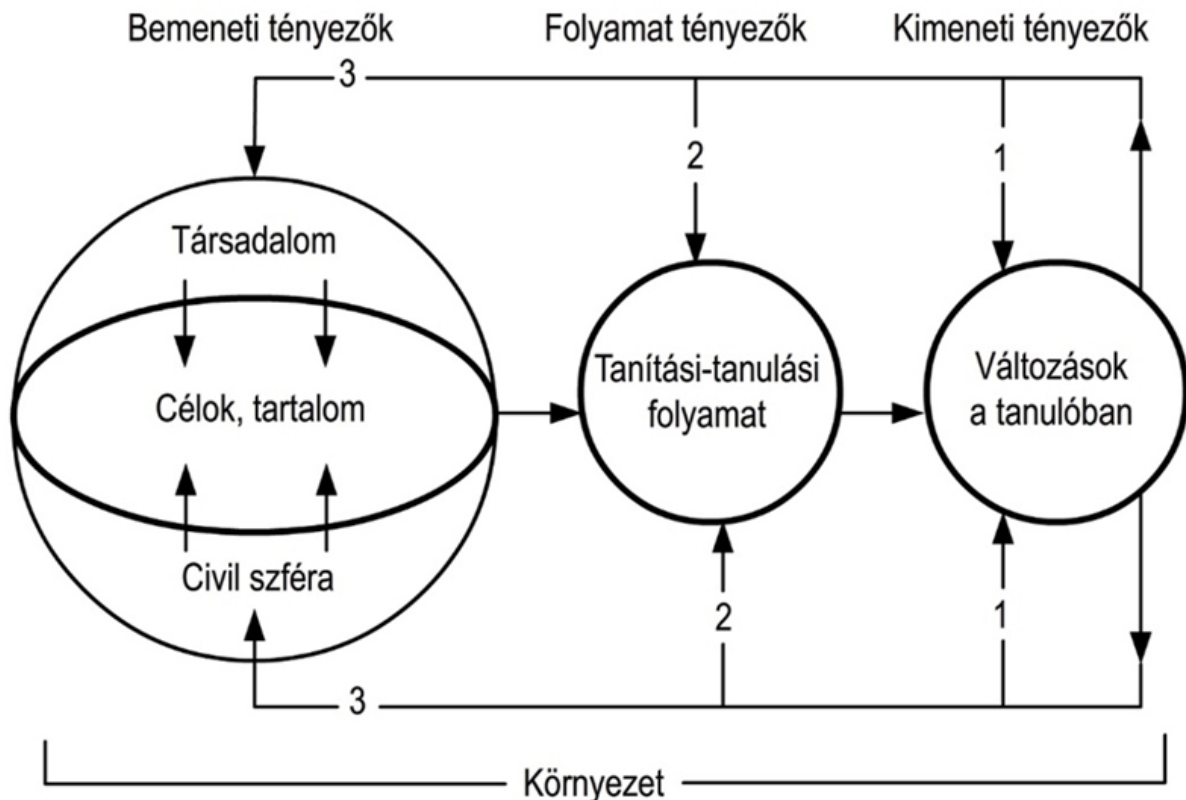 Bemeneti tényezők Folyamat tényezők Kimeneti tényezők
3
2 1
Társadalom
Célok, tartalom
Tanítási-tanulási
folyamat
Változások
a tanulóban
Civil szféra
2 1
3
Környezet